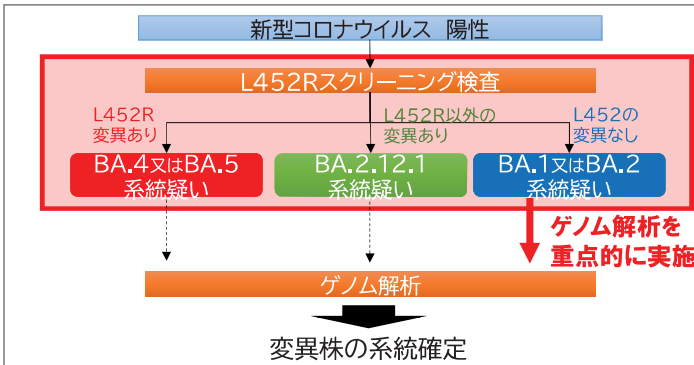 新型コロナウイルス 陽性
L452Rスクリーニング検査
L452R
変異あり
L452R以外の
変異あり
L452の
変異なし
BA.4又はBA.5
系統疑い
BA.2.12.1
系統疑い
BA.1又はBA.2
系統疑い
ゲノム解析を
重点的に実施
ゲノム解析
変異株の系統確定